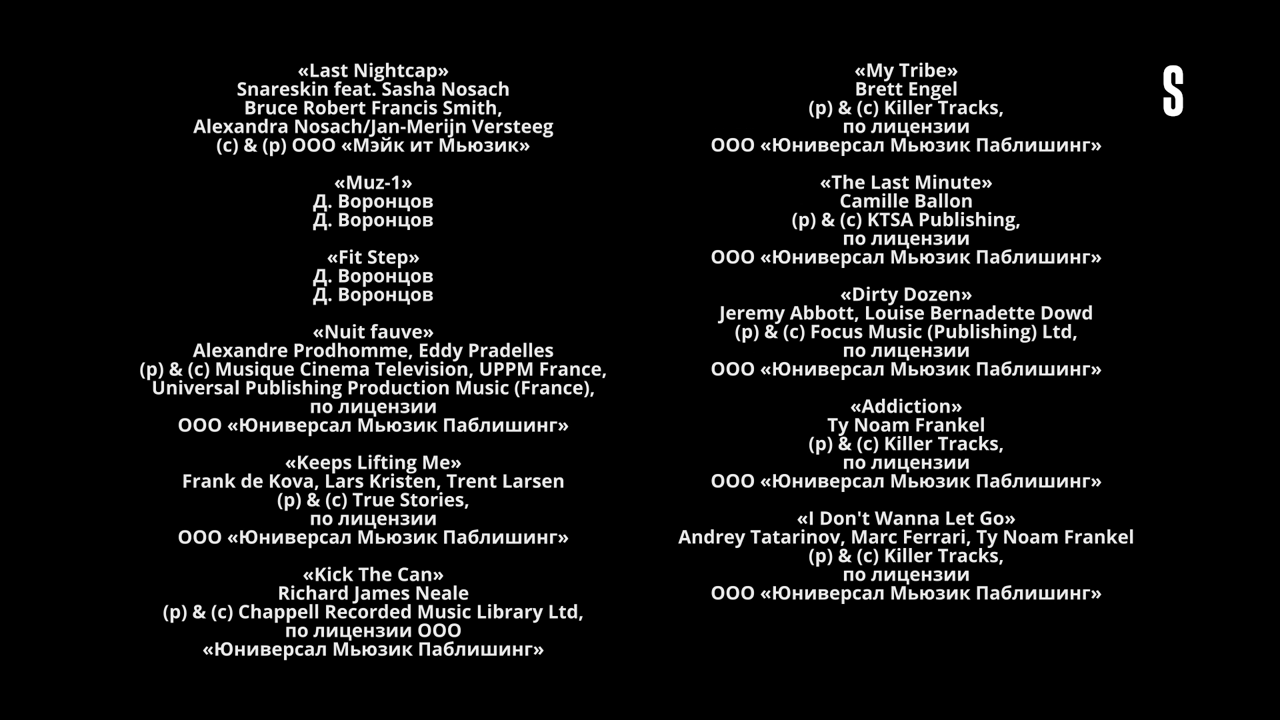 «Last Nightcap»
Snareskin feat. Sasha Nosach
Bruce Robert Francis Smith,
Alexandra Nosach/Jan-Merijn Versteeg
(c) & (p) ООО «Мэйк ит Мьюзик»
«Muz-1»
Д. Воронцов
Д. Воронцов
«Fit Step»
Д. Воронцов
Д. Воронцов
«Nuit fauve»
Alexandre Prodhomme, Eddy Pradelles
(p) & (c) Musique Cinema Television, UPPM France,
Universal Publishing Production Music (France),
по лицензии
ООО «Юниверсал Мьюзик Паблишинг»
«Keeps Lifting Me»
Frank de Kova, Lars Kristen, Trent Larsen
(p) & (c) True Stories,
по лицензии
ООО «Юниверсал Мьюзик Паблишинг»
«Kick The Can»
Richard James Neale
(p) & (c) Chappell Recorded Music Library Ltd,
по лицензии ООО
«Юниверсал Мьюзик Паблишинг»
«My Tribe»
Brett Engel
(p) & (c) Killer Tracks,
по лицензии
ООО «Юниверсал Мьюзик Паблишинг»
«The Last Minute»
Camille Ballon
(p) & (c) KTSA Publishing,
по лицензии
ООО «Юниверсал Мьюзик Паблишинг»
«Dirty Dozen»
Jeremy Abbott, Louise Bernadette Dowd
(p) & (c) Focus Music (Publishing) Ltd,
по лицензии
ООО «Юниверсал Мьюзик Паблишинг»
«Addiction»
Ty Noam Frankel
(p) & (c) Killer Tracks,
по лицензии
ООО «Юниверсал Мьюзик Паблишинг»
«I Don't Wanna Let Go»
Andrey Tatarinov, Marc Ferrari, Ty Noam Frankel
(p) & (c) Killer Tracks,
по лицензии
ООО «Юниверсал Мьюзик Паблишинг»
S